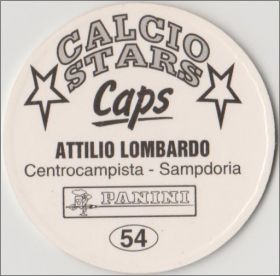 CALCIO
STARS
Caps
ATTILIO LOMBARDO
Centrocampista - Sampdoria
PANINI
54